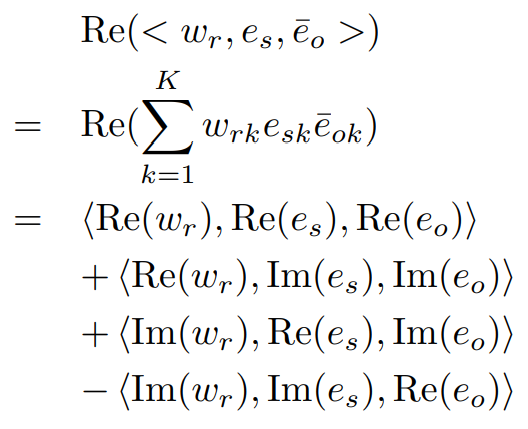 Re(< w_r, e_s, ē_o >)
= Re(∑_{k=1}^{K} w_{rk}e_{sk}ē_{ok})
= ⟨Re(w_r), Re(e_s), Re(e_o)⟩
+ ⟨Re(w_r), Im(e_s), Im(e_o)⟩
+ ⟨Im(w_r), Re(e_s), Im(e_o)⟩
− ⟨Im(w_r), Im(e_s), Re(e_o)⟩